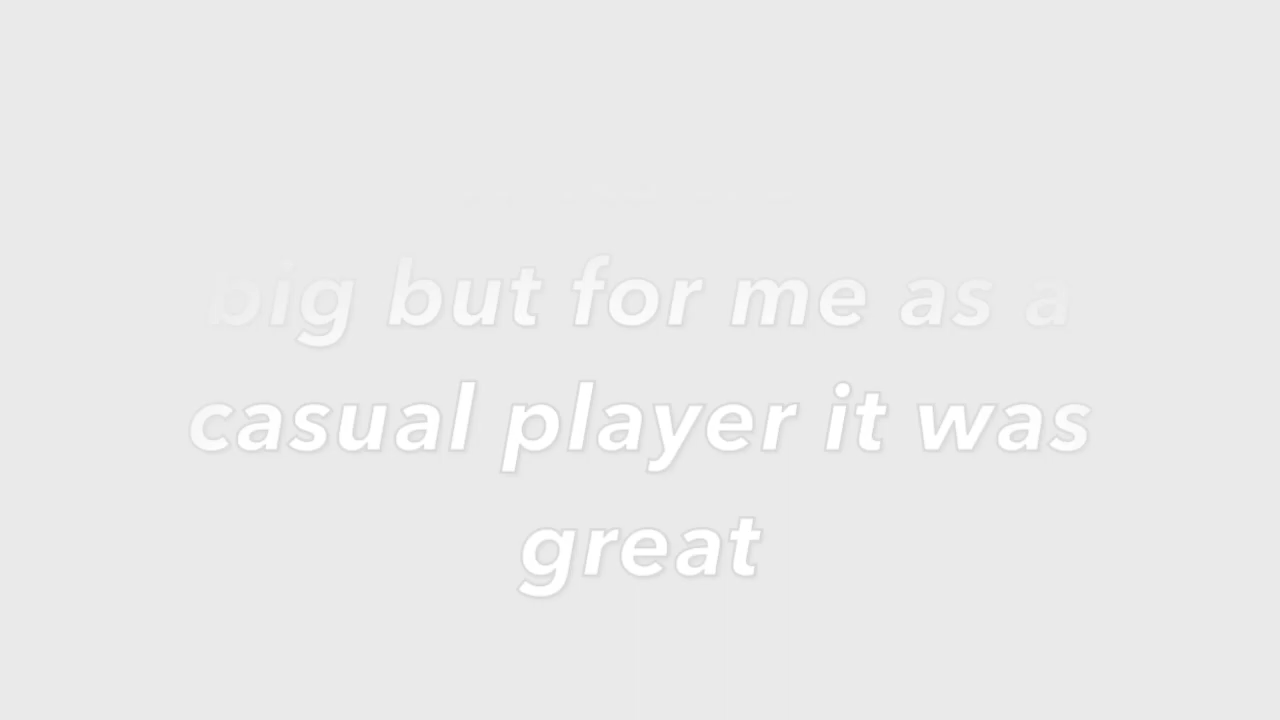 big but for me as a
casual player it was
great